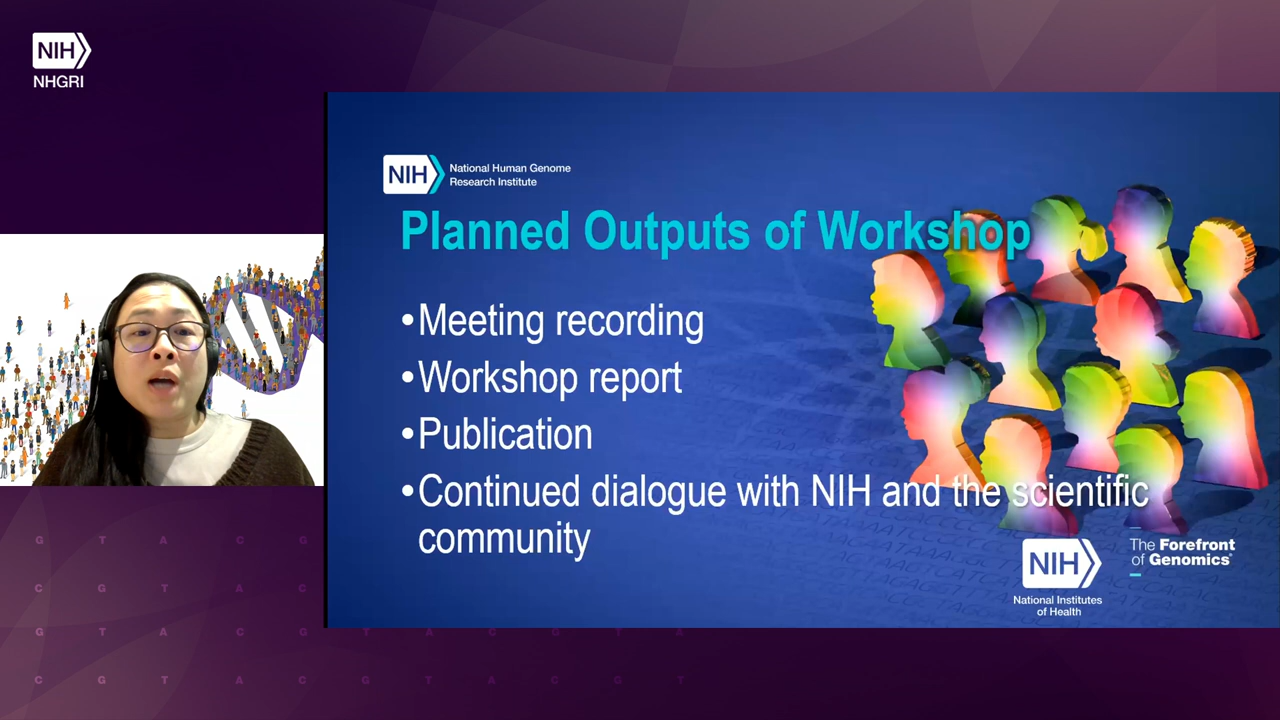 NIH
NHGRI
NIH
National Human Genome
Research Institute
Planned Outputs of Workshop
•Meeting recording
•Workshop report
•Publication
•Continued dialogue with NIH and the scientific
community
NIH
National Institutes
of Health
The Forefront
of Genomics®
G T A C G
C G T A C
G T A C G T A C G T A
C G T A C G T A C G T